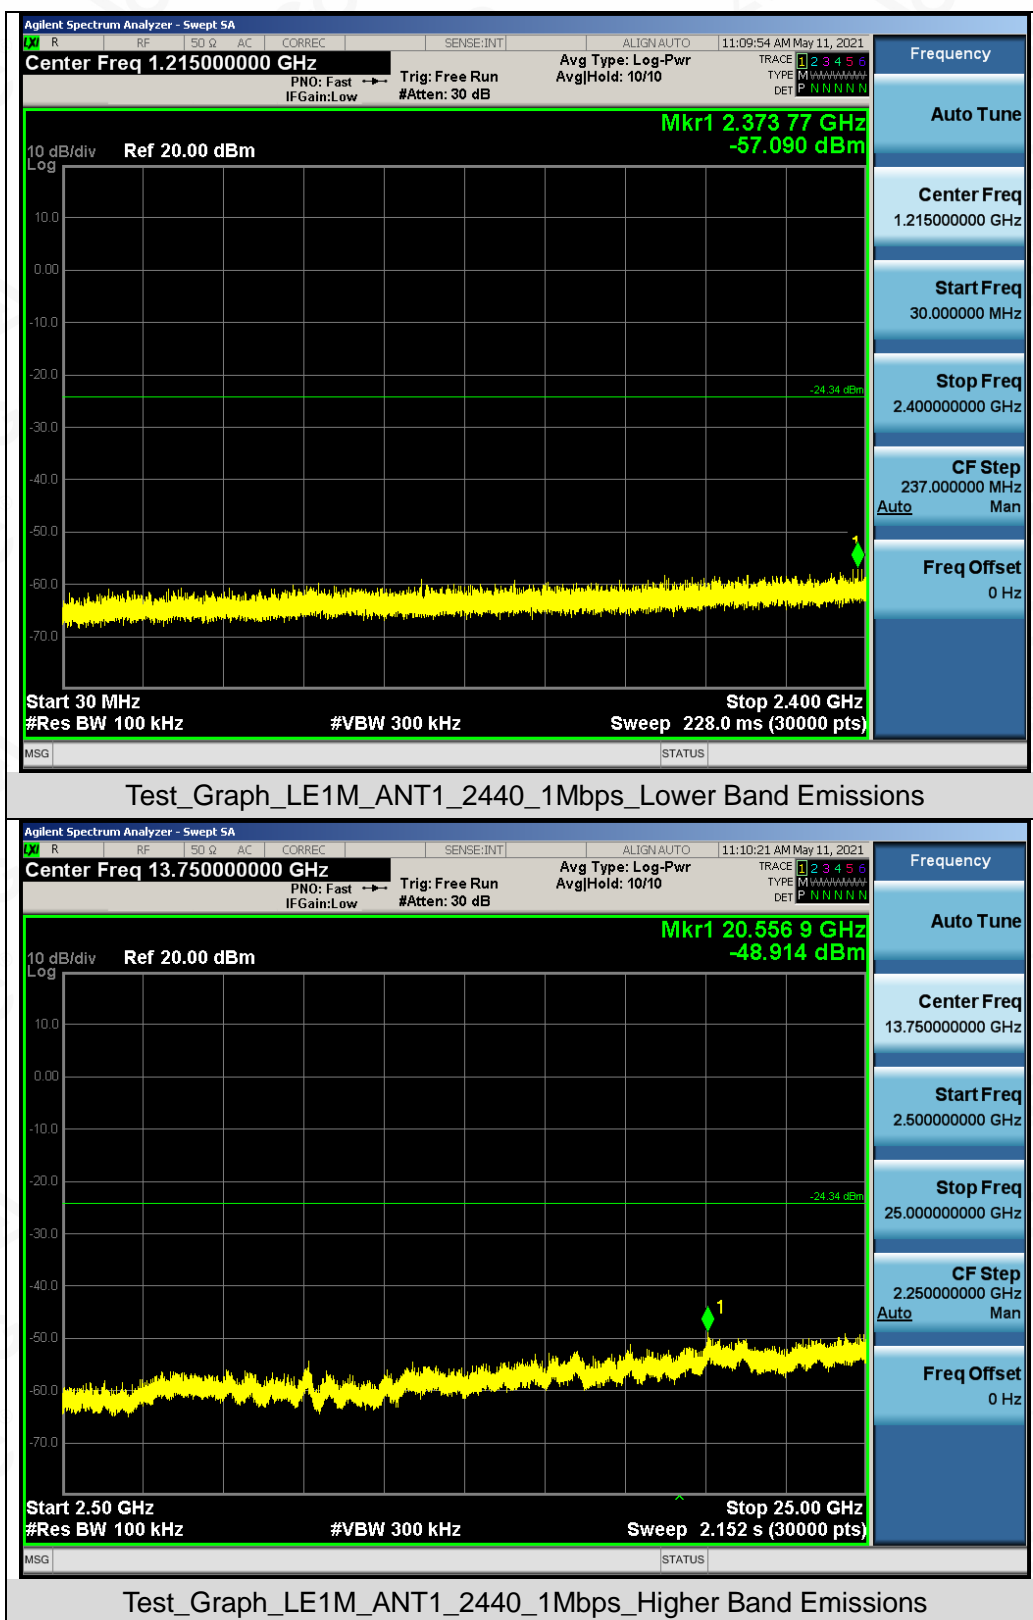 Agilent Spectrum Analyzer - Swept SA
LXI R RF 50 Ω AC CORREC SENSE:INT ALIGN AUTO 11:09:54 AM May 11, 2021
Center Freq 1.215000000 GHz
PNO: Fast
IFGain:Low
Trig: Free Run
#Atten: 30 dB
Avg Type: Log-Pwr
Avg|Hold: 10/10
TRACE 1 2 3 4 5 6
TYPE M
DET P N N N N N
Mkr1 2.373 77 GHz
-57.090 dBm
10 dB/div
Log
Ref 20.00 dBm
10.0
0.00
-10.0
-20.0
-24.34 dBm
-30.0
-40.0
-50.0
1
-60.0
-70.0
Start 30 MHz
Stop 2.400 GHz
#Res BW 100 kHz
#VBW 300 kHz
Sweep 228.0 ms (30000 pts)
MSG
STATUS
Frequency
Auto Tune
Center Freq
1.215000000 GHz
Start Freq
30.000000 MHz
Stop Freq
2.400000000 GHz
CF Step
237.000000 MHz
Auto Man
Freq Offset
0 Hz
Test_Graph_LE1M_ANT1_2440_1Mbps_Lower Band Emissions
Agilent Spectrum Analyzer - Swept SA
LXI R RF 50 Ω AC CORREC SENSE:INT ALIGN AUTO 11:10:21 AM May 11, 2021
Center Freq 13.750000000 GHz
PNO: Fast
IFGain:Low
Trig: Free Run
#Atten: 30 dB
Avg Type: Log-Pwr
Avg|Hold: 10/10
TRACE 1 2 3 4 5 6
TYPE M
DET P N N N N N
Mkr1 20.556 9 GHz
-48.914 dBm
10 dB/div
Log
Ref 20.00 dBm
10.0
0.00
-10.0
-20.0
-24.34 dBm
-30.0
-40.0
1
-50.0
-60.0
-70.0
Start 2.50 GHz
Stop 25.00 GHz
#Res BW 100 kHz
#VBW 300 kHz
Sweep 2.152 s (30000 pts)
MSG
STATUS
Frequency
Auto Tune
Center Freq
13.750000000 GHz
Start Freq
2.500000000 GHz
Stop Freq
25.000000000 GHz
CF Step
2.250000000 GHz
Auto Man
Freq Offset
0 Hz
Test_Graph_LE1M_ANT1_2440_1Mbps_Higher Band Emissions